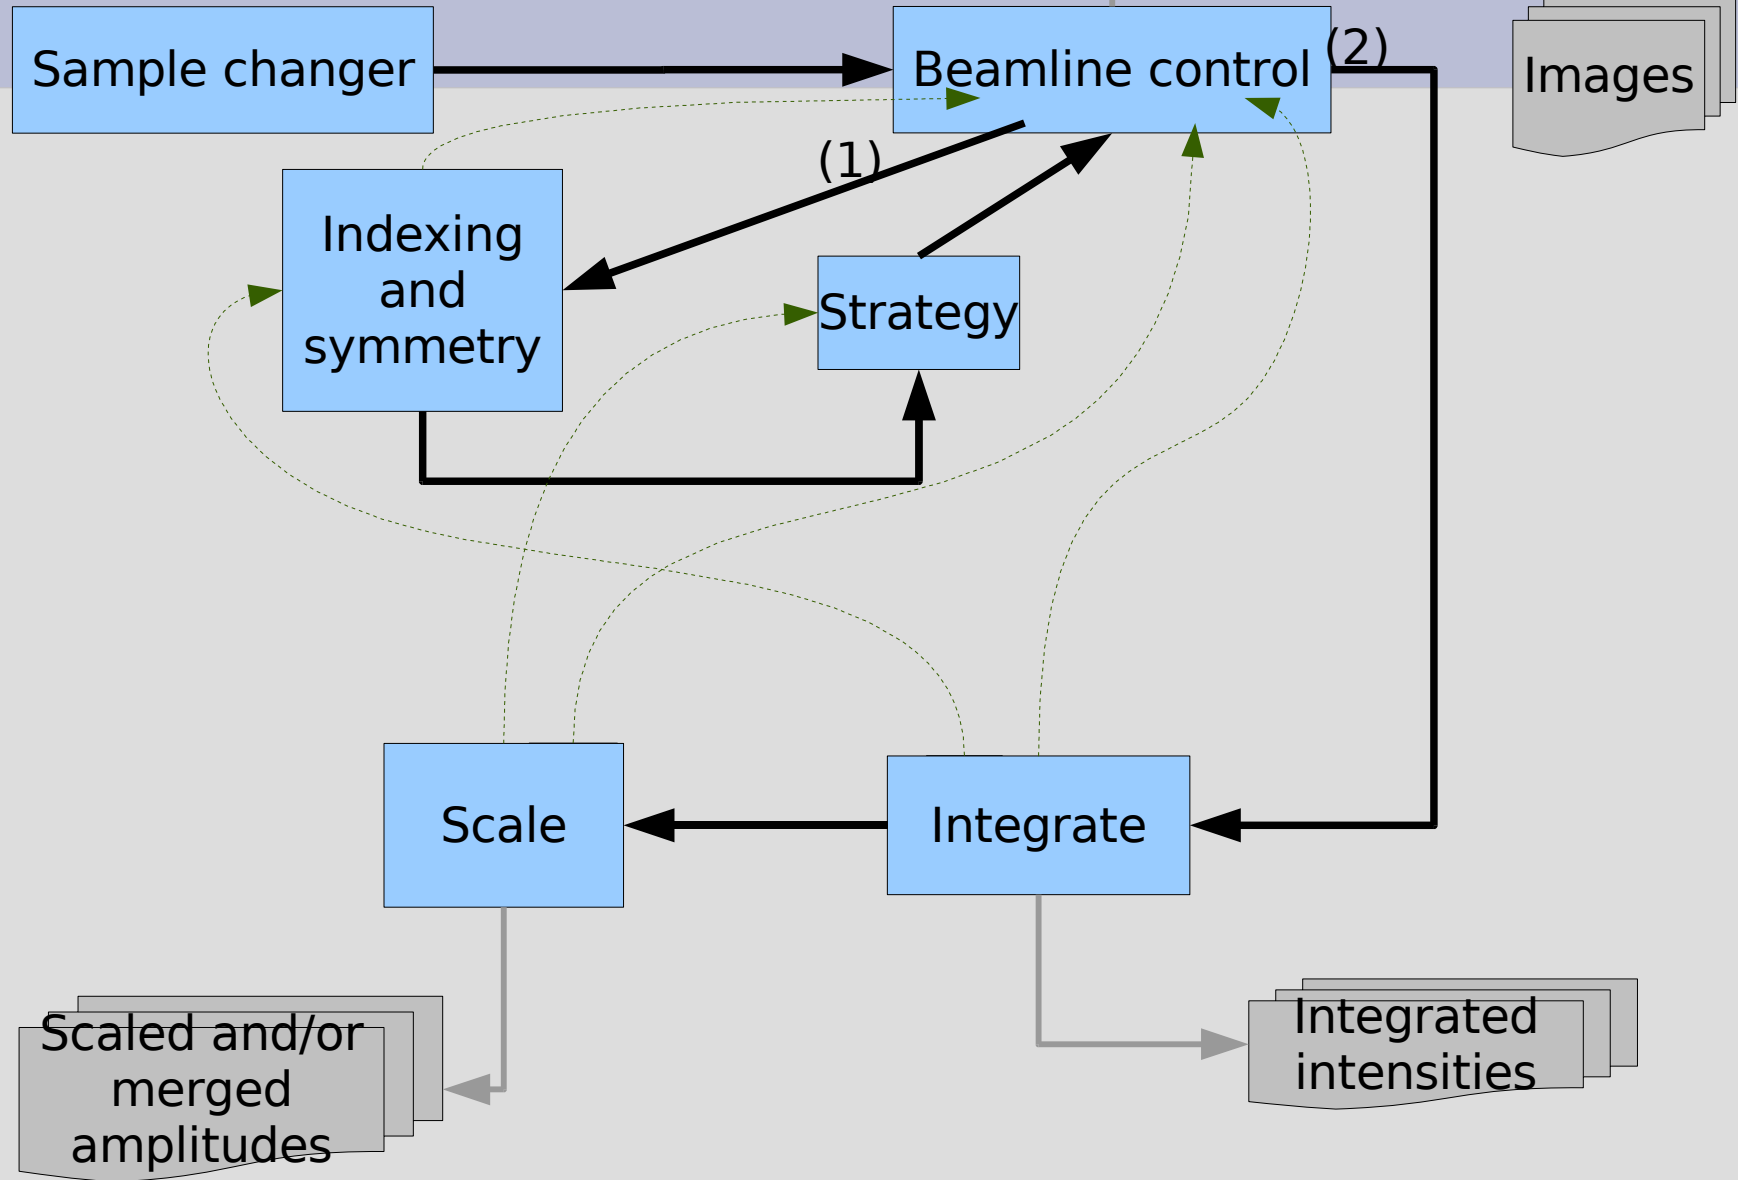 Sample changer
Beamline control
(2)
Images
(1)
Indexing
and
symmetry
Strategy
Scale
Integrate
Scaled and/or
merged
amplitudes
Integrated
intensities